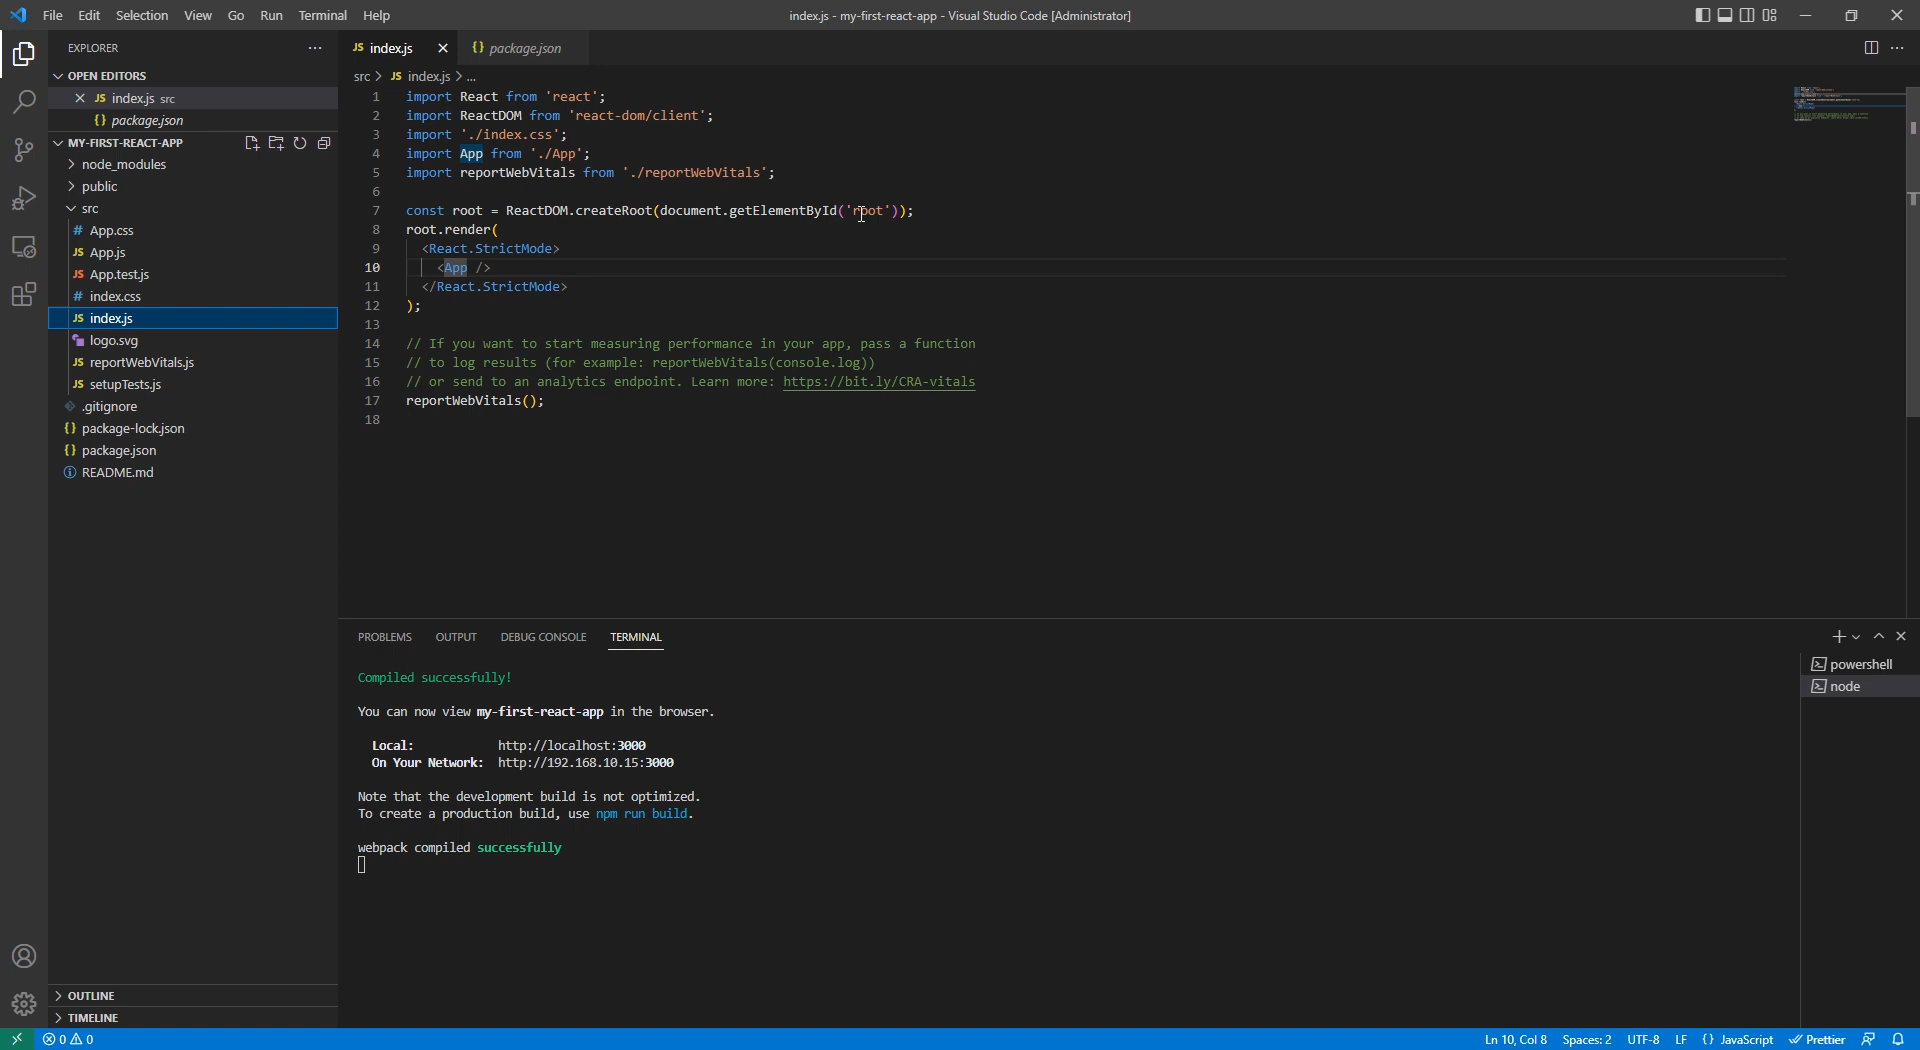 File Edit Selection View Go Run Terminal Help
index.js - my-first-react-app - Visual Studio Code [Administrator]
EXPLORER
OPEN EDITORS
JS index.js src
{} package.json
MY-FIRST-REACT-APP
node_modules
public
src
# App.css
JS App.js
JS App.test.js
# index.css
JS index.js
logo.svg
JS reportWebVitals.js
JS setupTests.js
.gitignore
{} package-lock.json
{} package.json
README.md
OUTLINE
TIMELINE
JS index.js
{} package.json
src > JS index.js > ...
1 import React from 'react';
2 import ReactDOM from 'react-dom/client';
3 import './index.css';
4 import App from './App';
5 import reportWebVitals from './reportWebVitals';
6
7 const root = ReactDOM.createRoot(document.getElementById('root'));
8 root.render(
9 <React.StrictMode>
10 <App />
11 </React.StrictMode>
12 );
13
14 // If you want to start measuring performance in your app, pass a function
15 // to log results (for example: reportWebVitals(console.log))
16 // or send to an analytics endpoint. Learn more: https://bit.ly/CRA-vitals
17 reportWebVitals();
18
PROBLEMS OUTPUT DEBUG CONSOLE TERMINAL
Compiled successfully!
You can now view my-first-react-app in the browser.
Local: http://localhost:3000
On Your Network: http://192.168.10.15:3000
Note that the development build is not optimized.
To create a production build, use npm run build.
webpack compiled successfully
powershell
node
0 0
Ln 10, Col 8 Spaces: 2 UTF-8 LF {} JavaScript Prettier